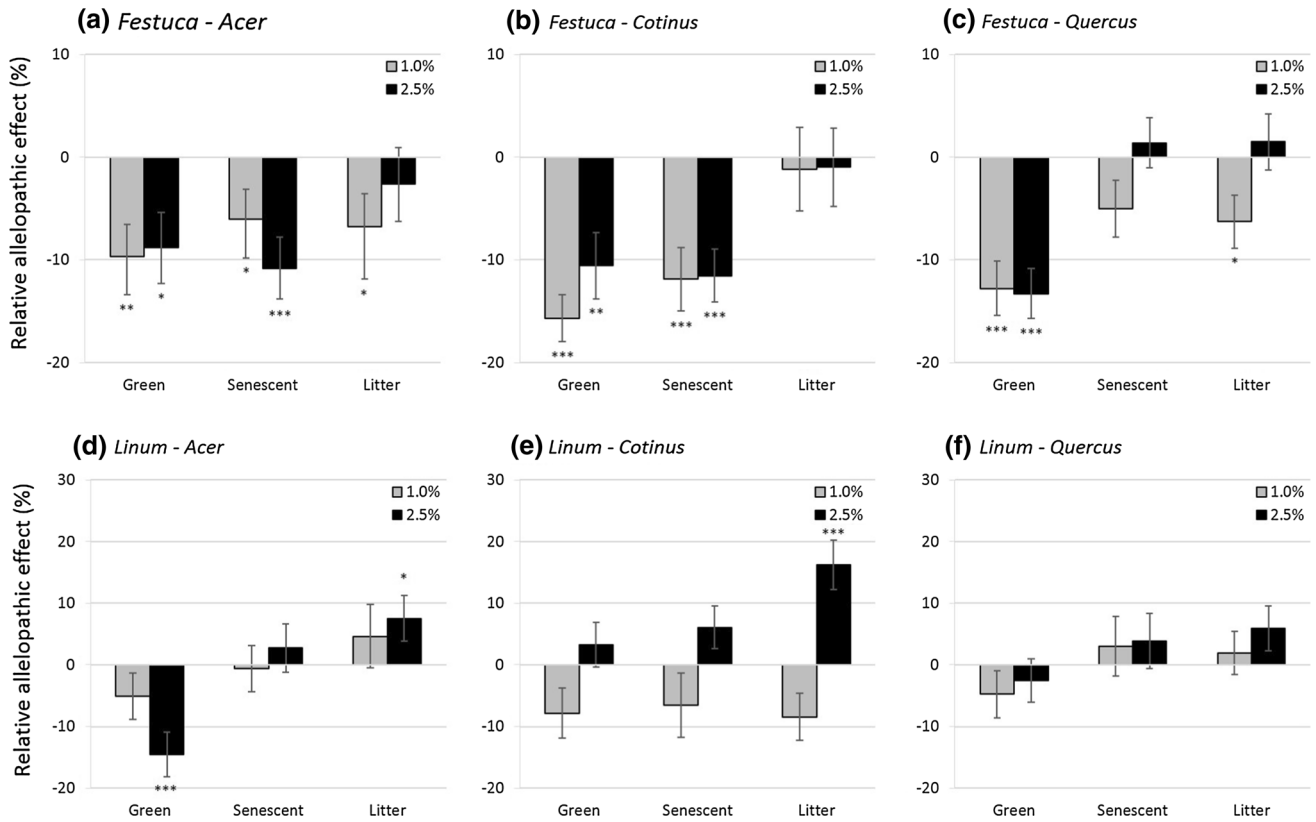 (a) Festuca - Acer
(b) Festuca - Cotinus
(c) Festuca - Quercus
Relative allelopathic effect (%)
10
0
-10
-20
1.0%
2.5%
** * * *** *
Green Senescent Litter
10
0
-10
-20
1.0%
2.5%
*** ** *** ***
Green Senescent Litter
10
0
-10
-20
1.0%
2.5%
*** *** *
Green Senescent Litter
(d) Linum - Acer
(e) Linum - Cotinus
(f) Linum - Quercus
Relative allelopathic effect (%)
30
20
10
0
-10
-20
1.0%
2.5%
*** *
Green Senescent Litter
30
20
10
0
-10
-20
1.0%
2.5%
***
Green Senescent Litter
30
20
10
0
-10
-20
1.0%
2.5%
Green Senescent Litter